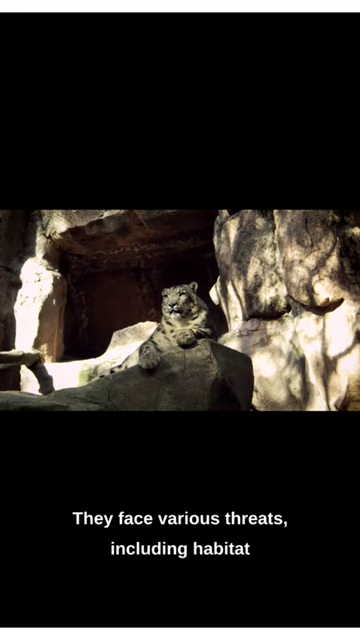 They face various threats,
including habitat